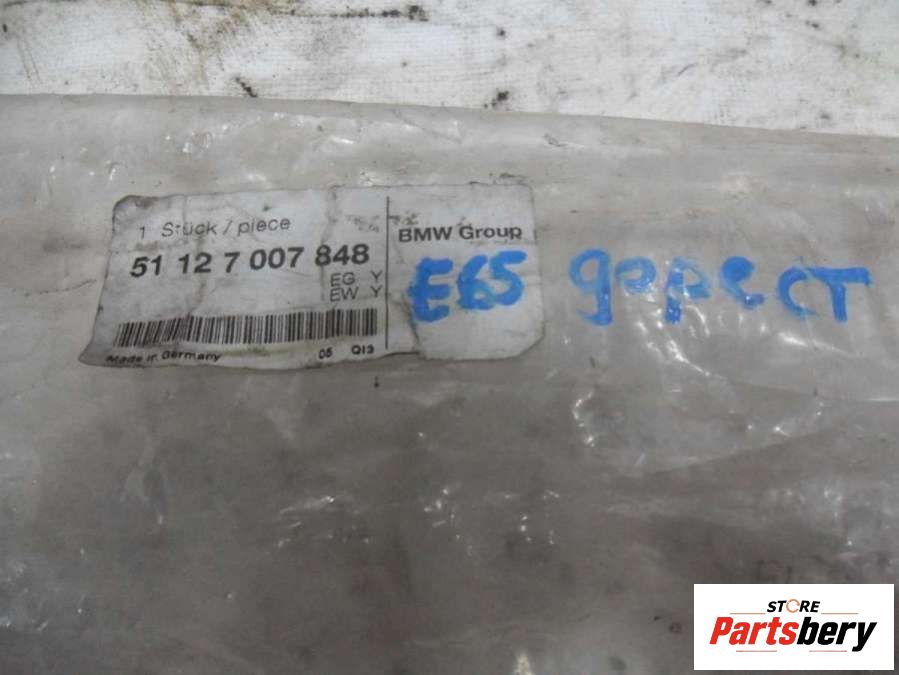 1 Stück / piece
51 12 7 007 848
EG Y
EW Y
Made in Germany
05 Q13
BMW Group
E65 дорест
STORE
Partsbery